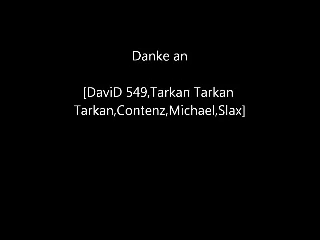 Danke an
[DaviD 549,Tarkan Tarkan
Tarkan,Contenz,Michael,Slax]